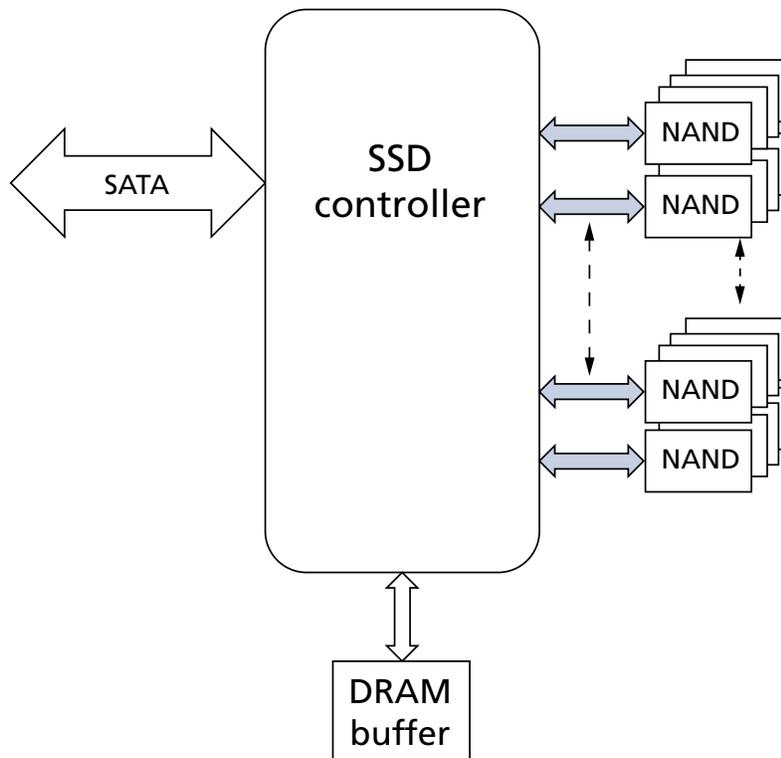 SATA
SSD
controller
NAND
NAND
NAND
NAND
DRAM
buffer